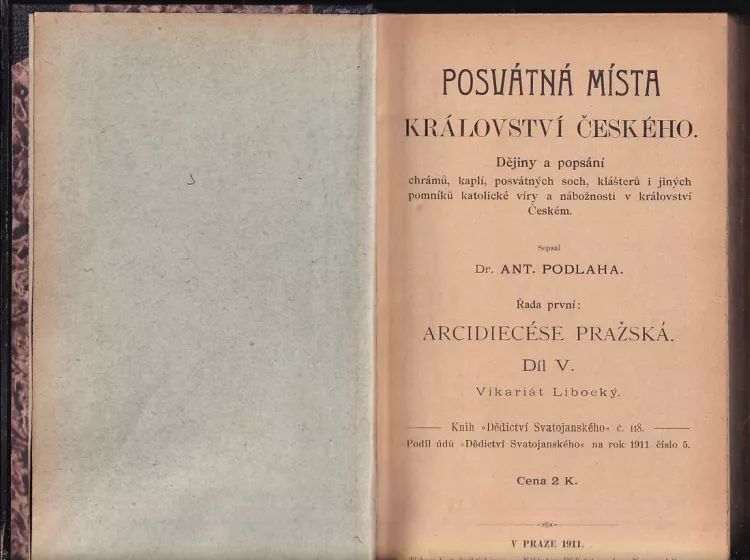 POSVÁTNÁ MÍSTA
KRÁLOVSTVÍ ČESKÉHO.
Dějiny a popsání
chrámů, kaplí, posvátných soch, klášterů i jiných
pomníků katolické víry a nábožnosti v království
Českém.
Sepsal
Dr. ANT. PODLAHA.
Řada první:
ARCIDIECÉSE PRAŽSKÁ.
Díl V.
Vikariát Libocký.
Knih »Dědictví Svatojanského« č. 118.
Podíl údů »Dědictví Svatojanského« na rok 1911 číslo 5.
Cena 2 K.
V PRAZE 1911.